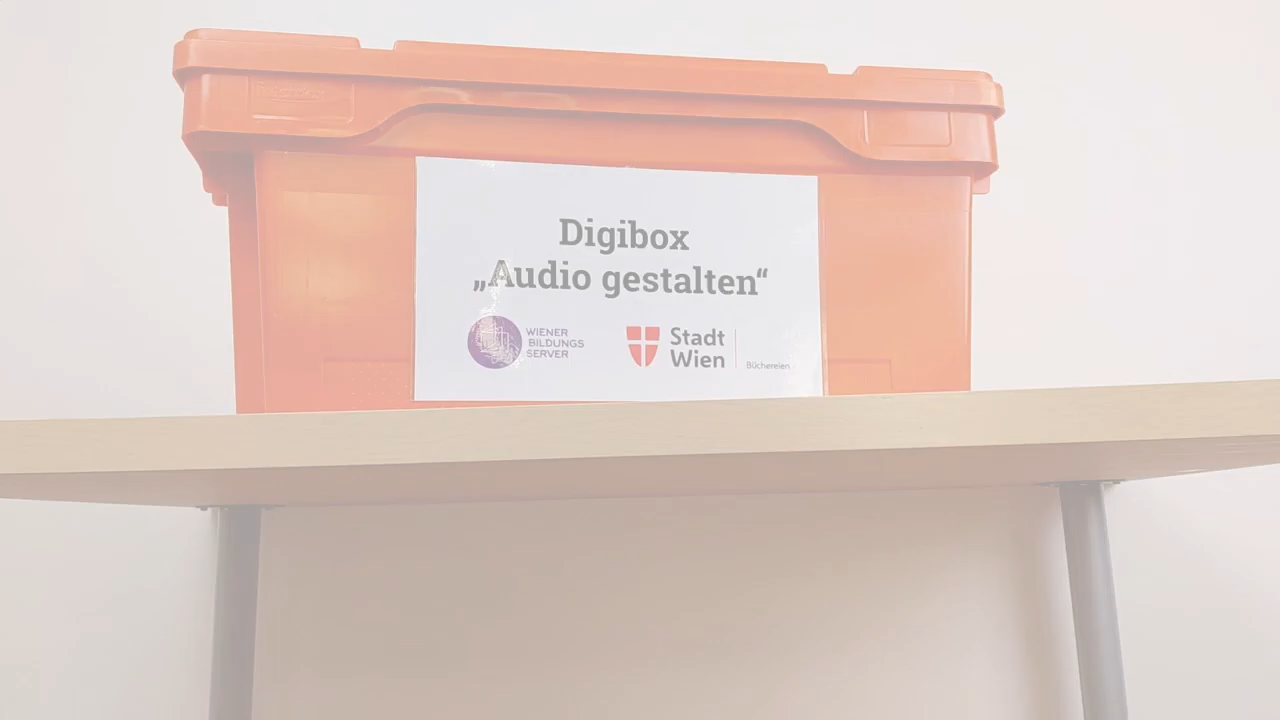 Digibox
„Audio gestalten“
WIENER
BILDUNGS
SERVER
Stadt
Wien
Büchereien